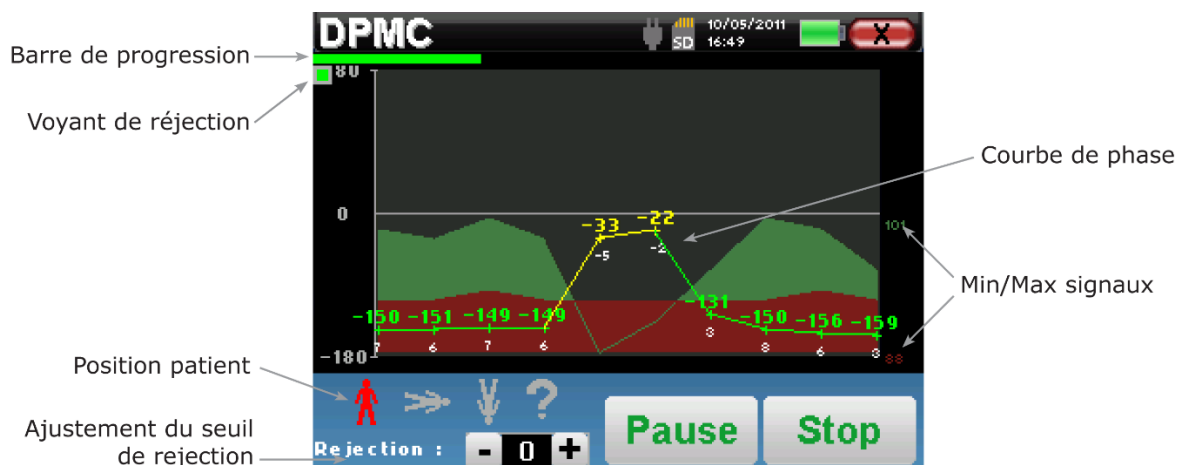 DPMC
SD
10/05/2011
16:49
X
Barre de progression
Voyant de réjection
80
Courbe de phase
0
-33
-22
-5
-2
101
Min/Max signaux
-150
-151
-149
-149
-131
-150
-156
-159
7
6
7
6
8
8
6
8
-180
88
Position patient
?
Ajustement du seuil
de rejection
Rejection :
-
0
+
Pause
Stop